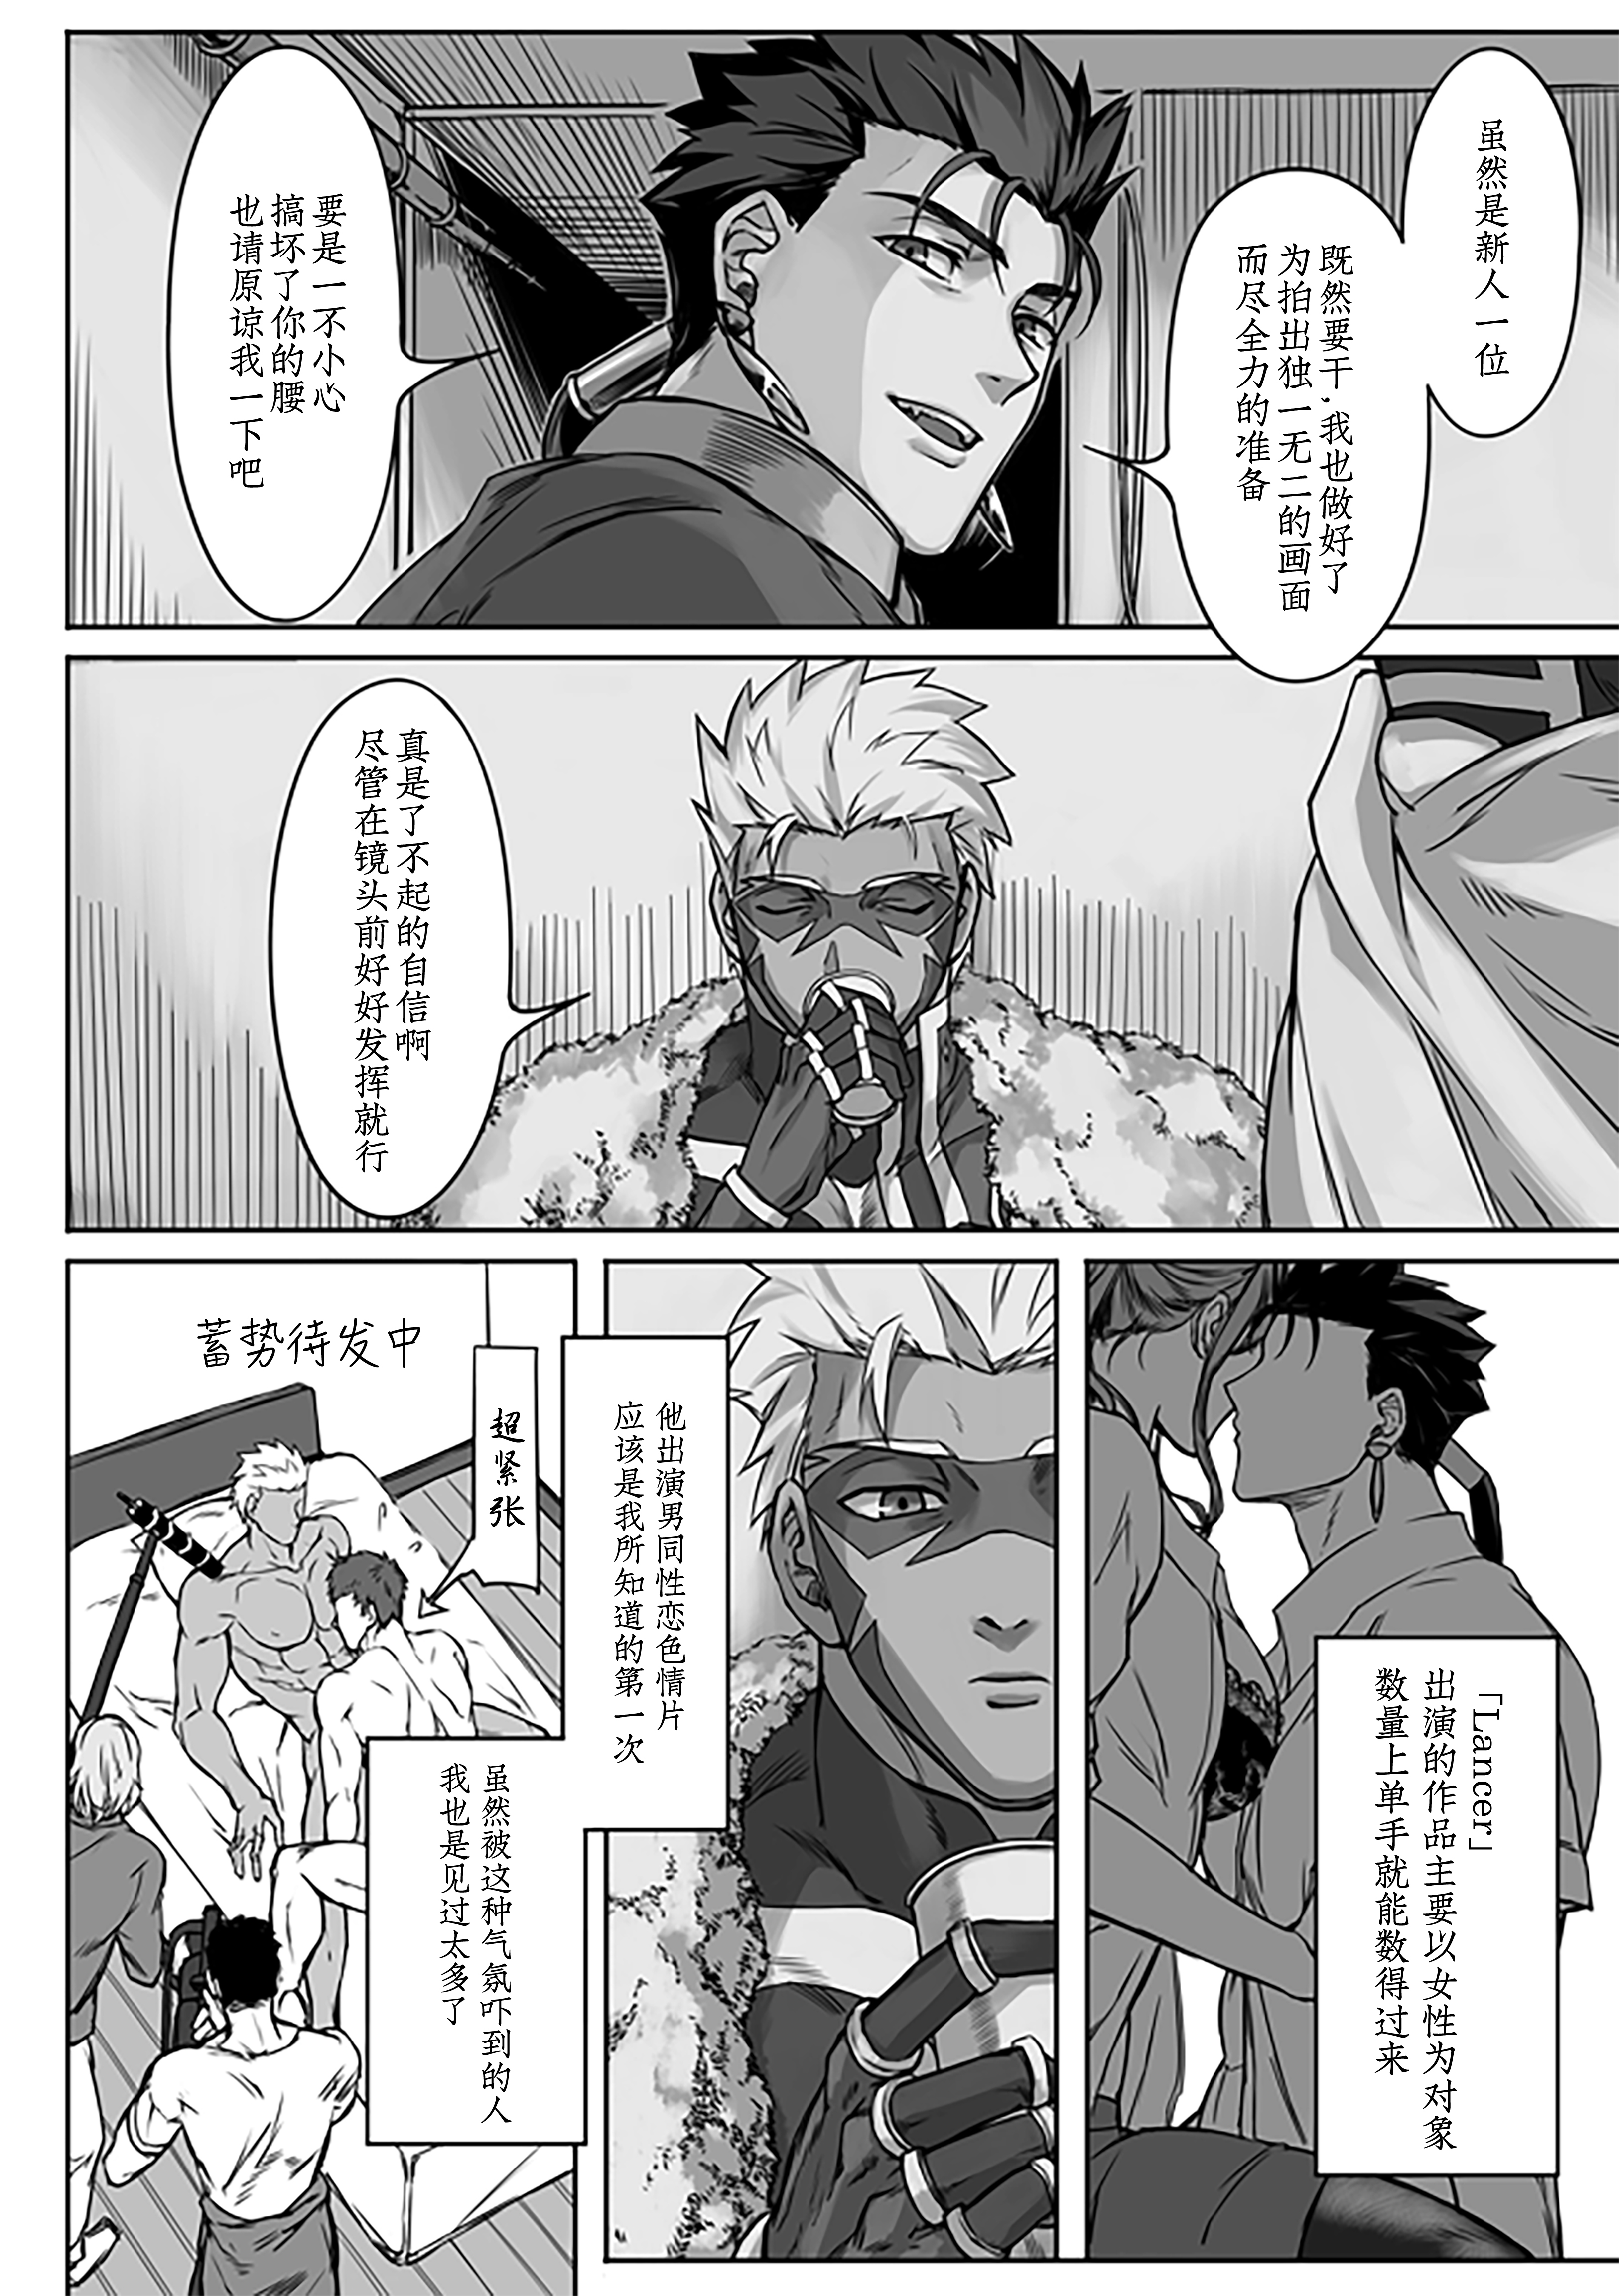 虽然是新人一位
既然要干，我也做好了
为拍出独一无二的画面
而尽全力的准备
要是一不小心
搞坏了你的腰
也请原谅我一下吧
真是了不起的自信啊
尽管在镜头前好好发挥就行
「Lancer」
出演的作品主要以女性为对象
数量上单手就能数得过来
他出演男同性恋色情片
应该是我所知道的第一次
虽然被这种气氛吓到的人
我也是见过太多了
超紧张
蓄势待发中